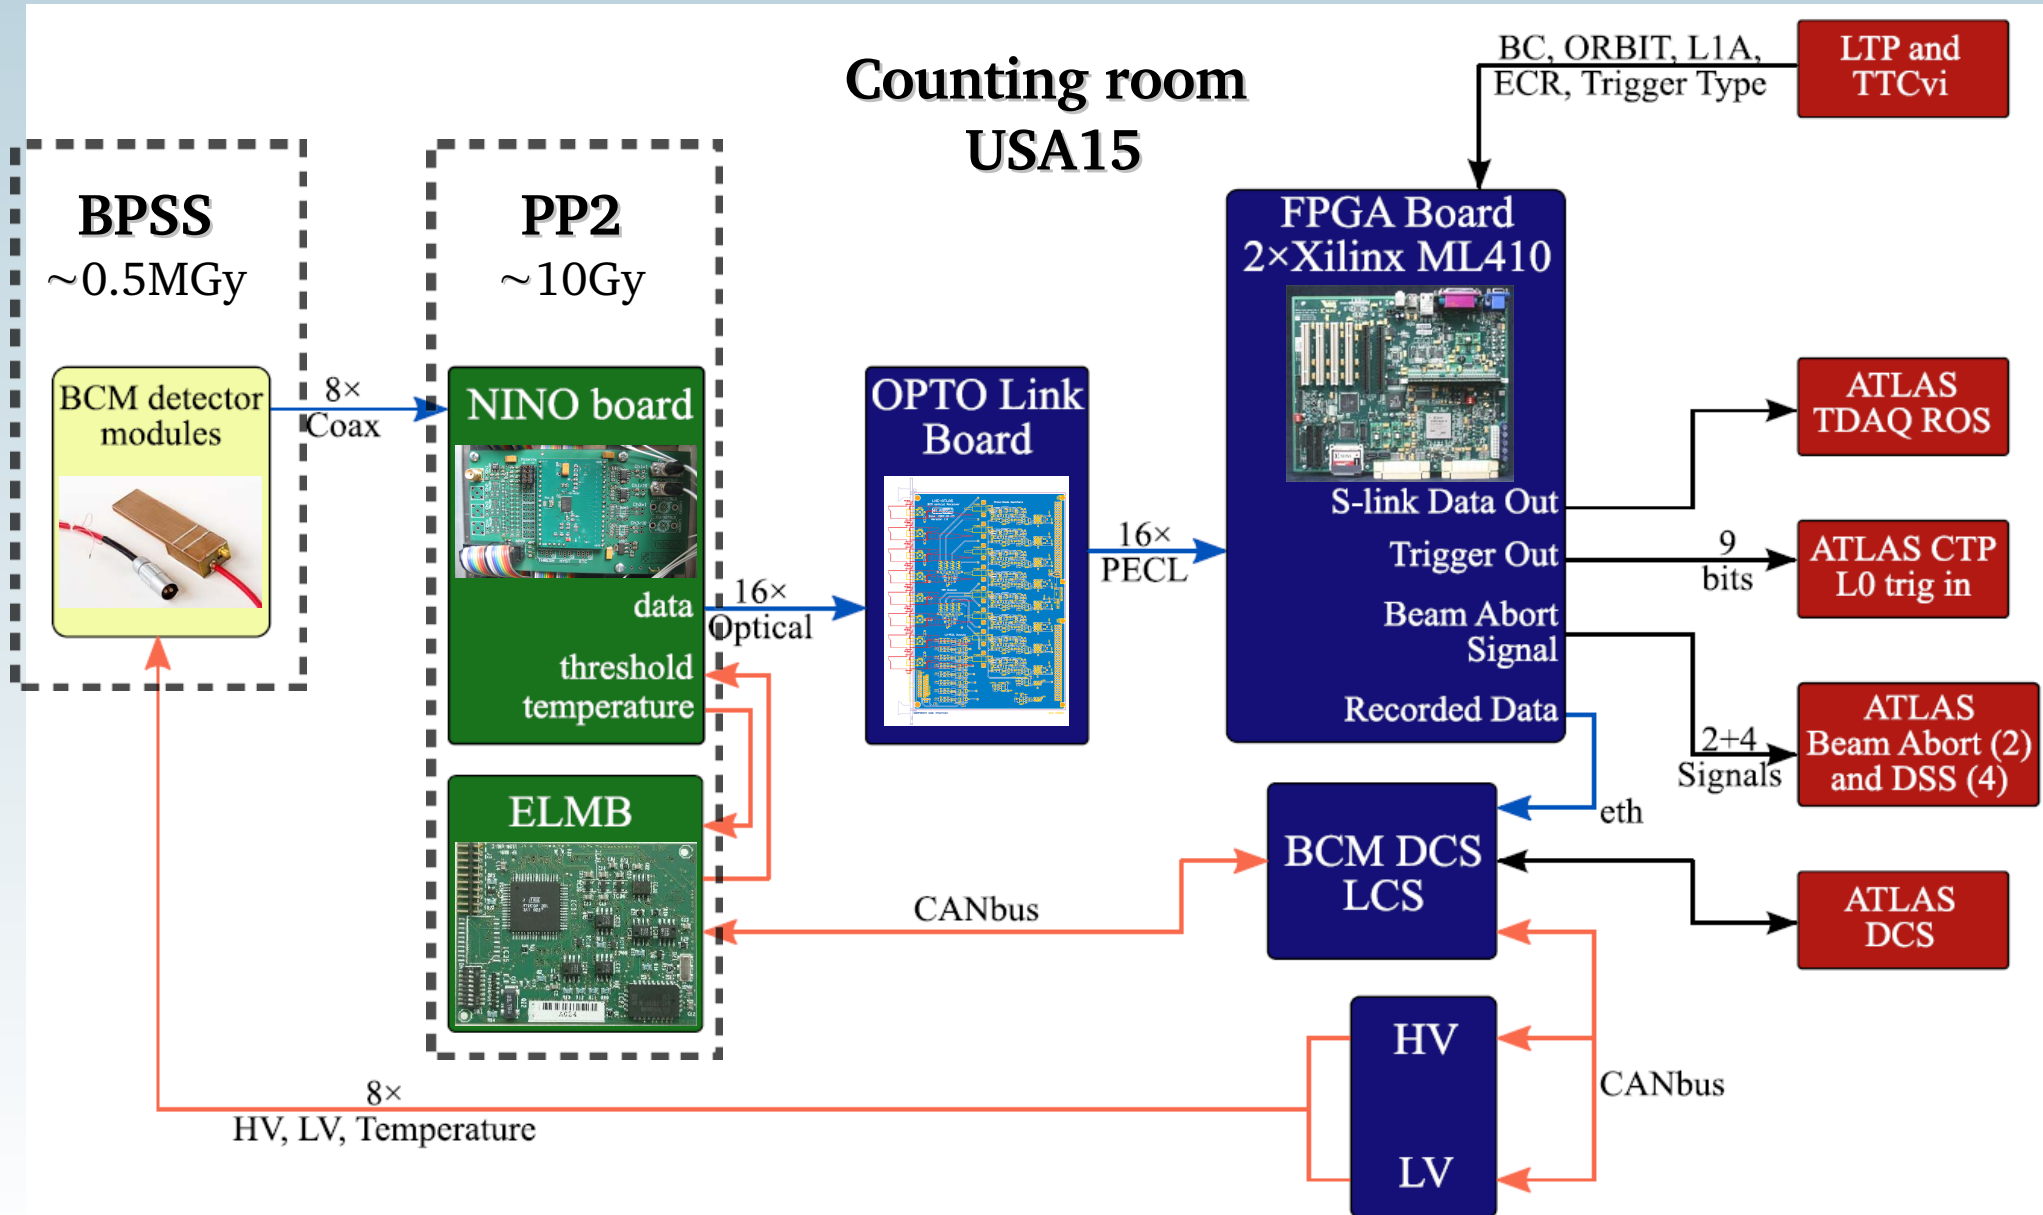 Counting room
USA15
BC, ORBIT, L1A,
ECR, Trigger Type
LTP and
TTCvi
BPSS
~0.5MGy
PP2
~10Gy
BCM detector
modules
8×
Coax
NINO board
data
threshold
temperature
16×
Optical
ELMB
OPTO Link
Board
16×
PECL
FPGA Board
2×Xilinx ML410
S-link Data Out
Trigger Out
Beam Abort
Signal
Recorded Data
ATLAS
TDAQ ROS
9
bits
ATLAS CTP
L0 trig in
2+4
Signals
ATLAS
Beam Abort (2)
and DSS (4)
eth
BCM DCS
LCS
ATLAS
DCS
CANbus
HV
LV
CANbus
8×
HV, LV, Temperature